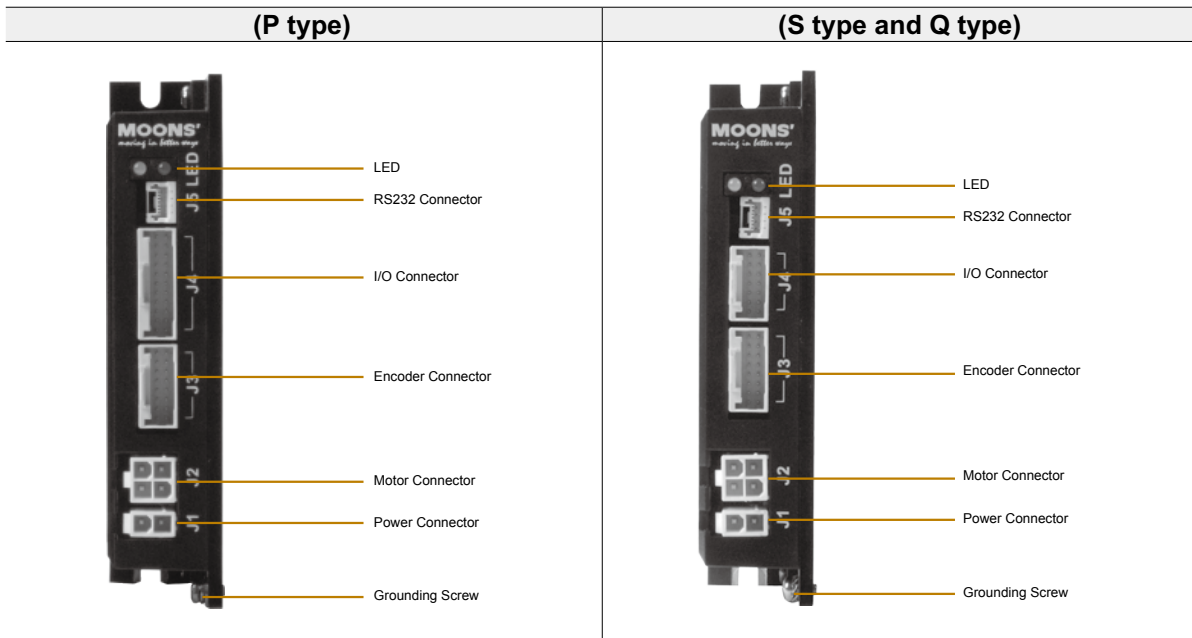 (P type)
MOONS'
moving in better ways
LED
J5
J4
J3
J2
J1
LED
RS232 Connector
I/O Connector
Encoder Connector
Motor Connector
Power Connector
Grounding Screw
(S type and Q type)
MOONS'
moving in better ways
LED
J5
J4
J3
J2
J1
LED
RS232 Connector
I/O Connector
Encoder Connector
Motor Connector
Power Connector
Grounding Screw